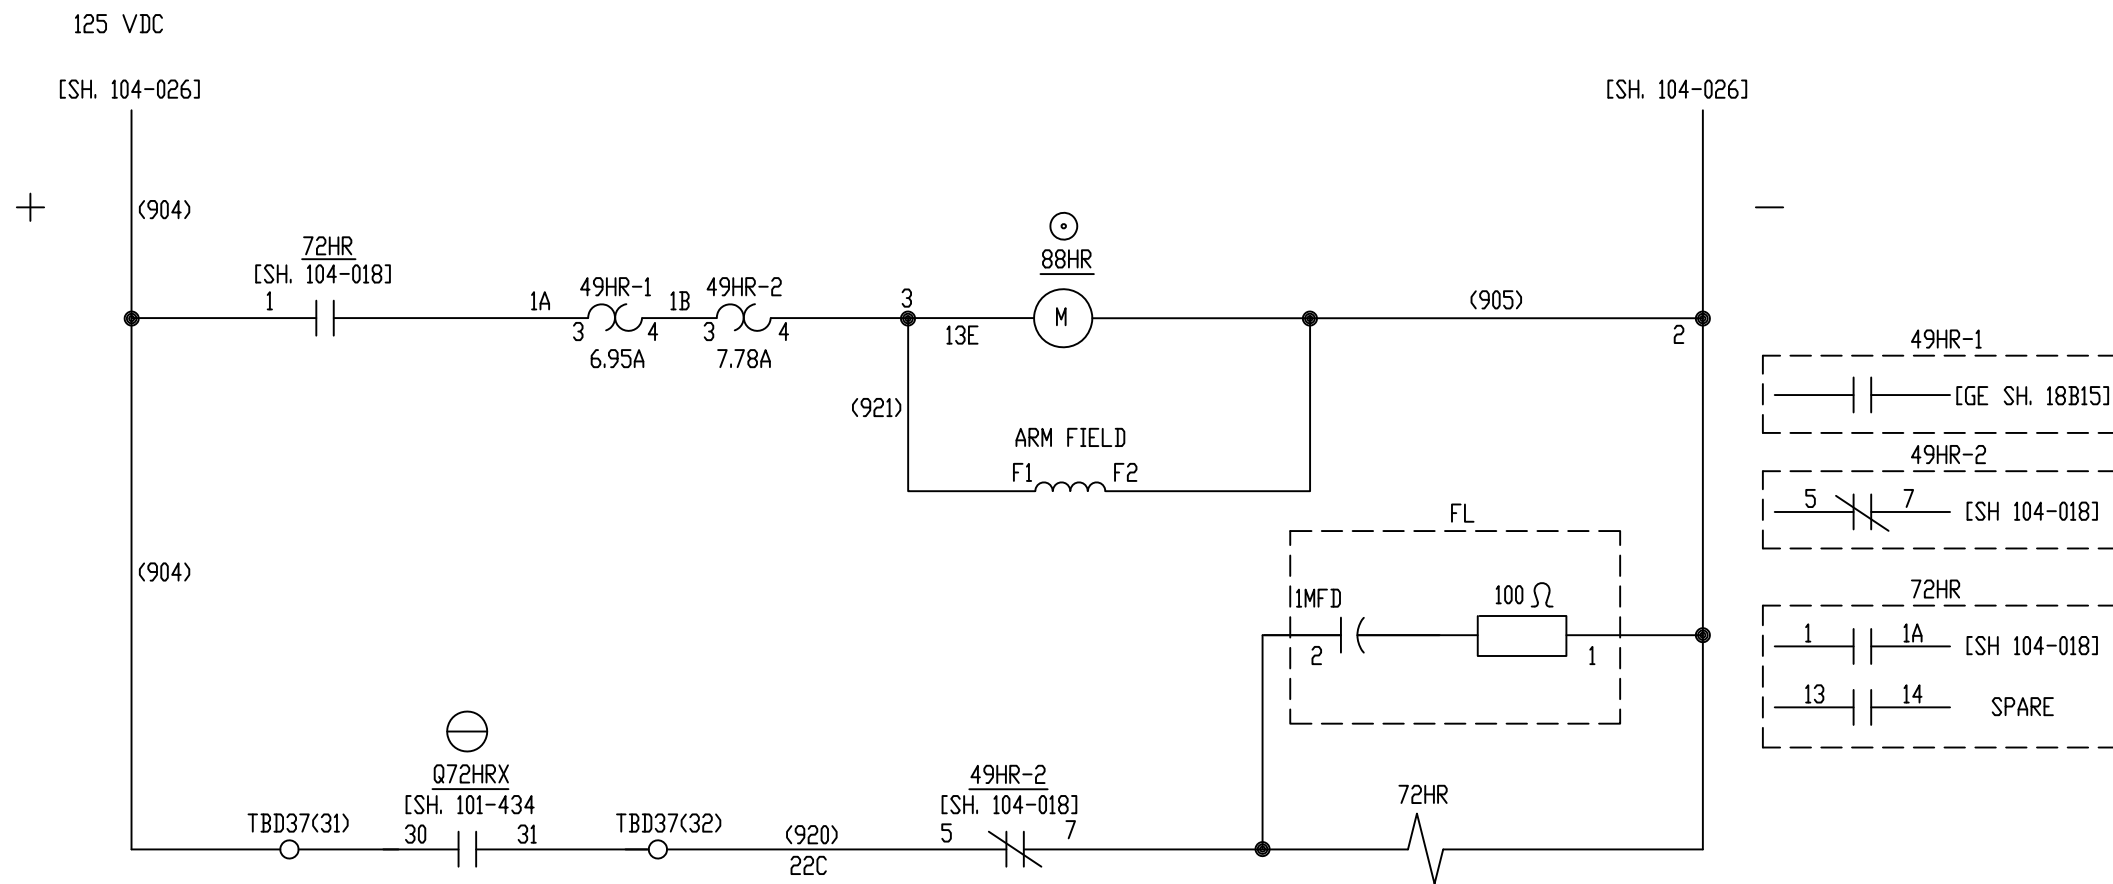 125 VDC
[SH. 104-026]
[SH. 104-026]
+
(904)
−
72HR
[SH. 104-018]
88HR
1
1A
49HR-1
1B
49HR-2
3
M
(905)
3
4
3
4
13E
2
6.95A
7.78A
49HR-1
[GE SH. 18B15]
(921)
ARM FIELD
F1
F2
49HR-2
5
7
[SH 104-018]
FL
(904)
1MFD
100 Ω
2
1
72HR
1
1A
[SH 104-018]
13
14
SPARE
Q72HRX
[SH. 101-434
49HR-2
[SH. 104-018]
72HR
TBD37(31)
30
31
TBD37(32)
(920)
22C
5
7